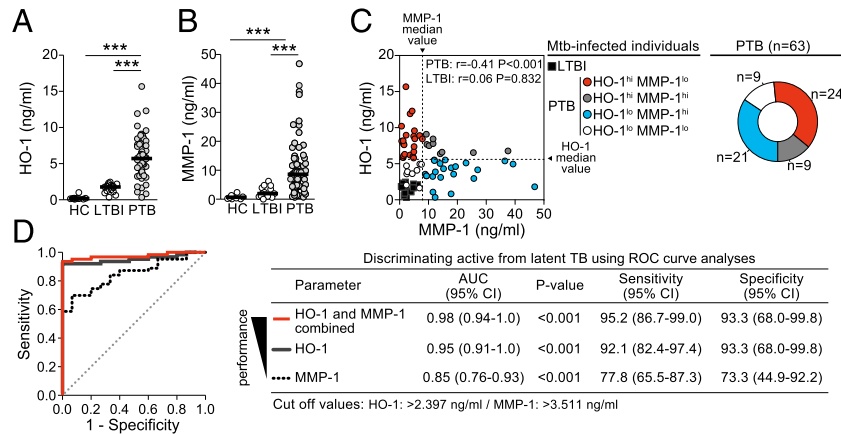 A
***
***
HO-1 (ng/ml)
20
15
10
5
0
HC LTBI PTB
B
***
***
MMP-1 (ng/ml)
50
40
30
20
10
0
HC LTBI PTB
C
MMP-1
median
value
PTB: r=-0.41 P<0.001
LTBI: r=0.06 P=0.832
HO-1 (ng/ml)
20
15
10
5
0
0 10 20 30 40 50
MMP-1 (ng/ml)
HO-1
median
value
Mtb-infected individuals
LTBI
PTB
HO-1hi MMP-1lo
HO-1hi MMP-1hi
HO-1lo MMP-1hi
HO-1lo MMP-1lo
PTB (n=63)
n=9
n=24
n=21
n=9
D
Sensitivity
1.0
0.8
0.6
0.4
0.2
0.0
0.0 0.2 0.4 0.6 0.8 1.0
1 - Specificity
Discriminating active from latent TB using ROC curve analyses
Parameter AUC (95% CI) P-value Sensitivity (95% CI) Specificity (95% CI)
performance
HO-1 and MMP-1 combined 0.98 (0.94-1.0) <0.001 95.2 (86.7-99.0) 93.3 (68.0-99.8)
HO-1 0.95 (0.91-1.0) <0.001 92.1 (82.4-97.4) 93.3 (68.0-99.8)
MMP-1 0.85 (0.76-0.93) <0.001 77.8 (65.5-87.3) 73.3 (44.9-92.2)
Cut off values: HO-1: >2.397 ng/ml / MMP-1: >3.511 ng/ml